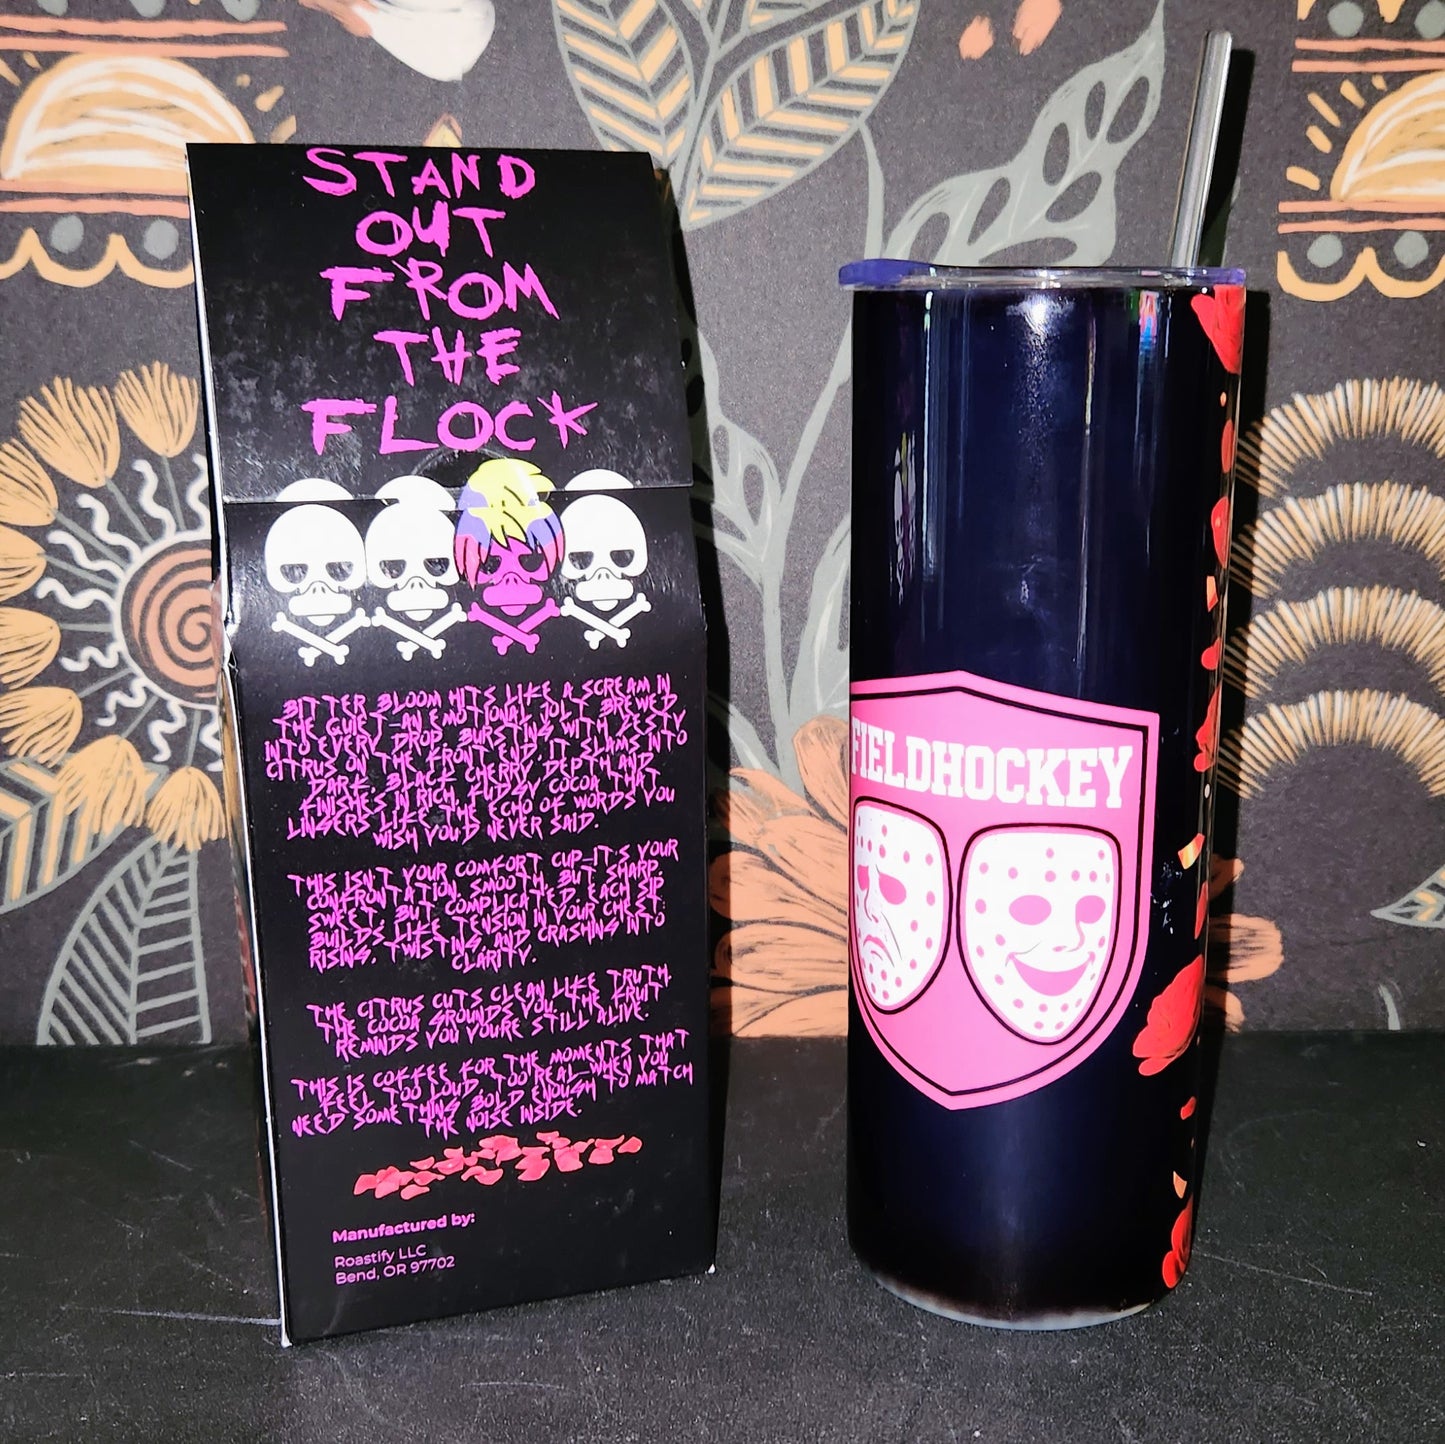 STAND
OUT
FROM
THE
FLOCK
BITTER BLOOM HITS LIKE A SCREAM IN
THE QUIET—AN EMOTIONAL JOLT BREWED
INTO EVERY DROP. BURSTING WITH ZESTY
CITRUS ON THE FRONT END, IT SLAMS INTO
DARK, BLACK CHERRY DEPTH AND
FINISHES IN RICH, FUDGY COCOA THAT
LINGERS LIKE THE ECHO OF WORDS YOU
WISH YOU'D NEVER SAID.
THIS ISN'T YOUR COMFORT CUP—IT'S YOUR
CONFRONTATION. SMOOTH BUT SHARP.
SWEET, BUT COMPLICATED. EACH SIP
BUILDS LIKE TENSION IN YOUR CHEST:
RISING, TWISTING, AND CRASHING INTO
CLARITY.
THE CITRUS CUTS CLEAN LIKE TRUTH.
THE COCOA GROUNDS YOU. THE FRUIT
REMINDS YOU YOU'RE STILL ALIVE.
THIS IS COFFEE FOR THE MOMENTS THAT
FEEL TOO LOUD, TOO REAL—WHEN YOU
NEED SOMETHING BOLD ENOUGH TO MATCH
THE NOISE INSIDE.
Manufactured by:
Roastify LLC
Bend, OR 97702
FIELDHOCKEY